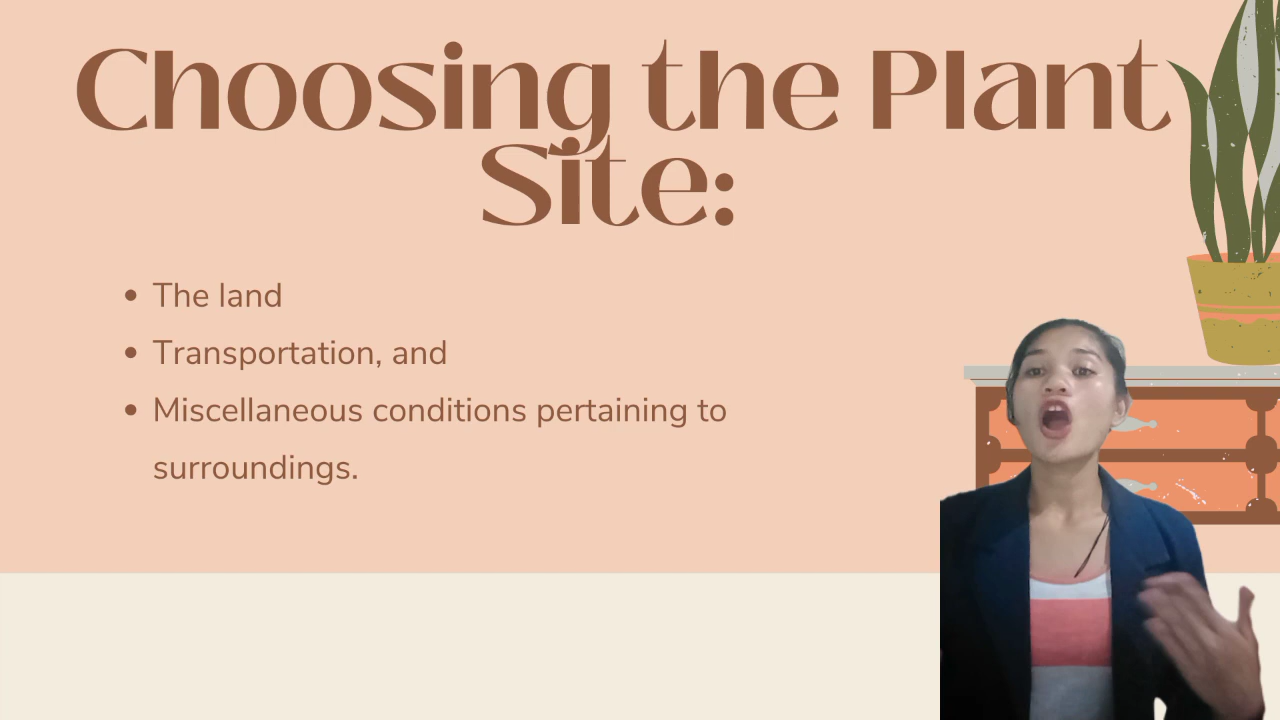 Choosing the Plant
Site:
• The land
• Transportation, and
• Miscellaneous conditions pertaining to
surroundings.